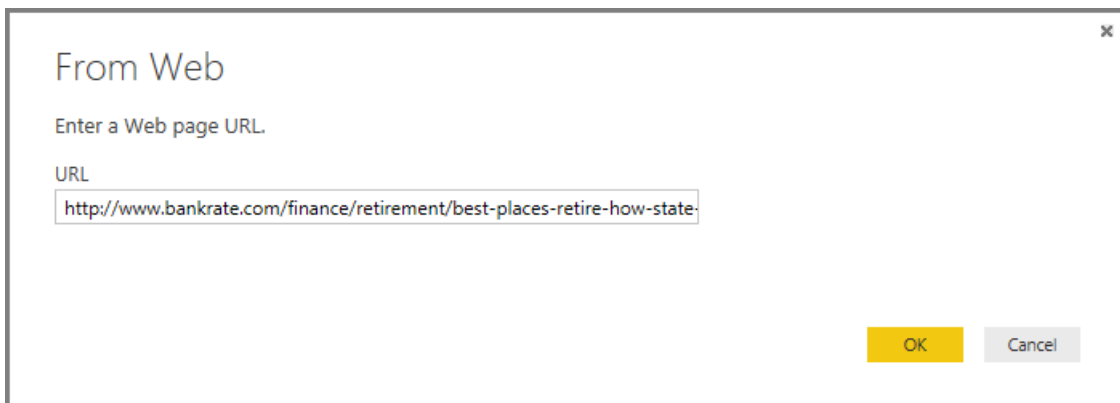 From Web
Enter a Web page URL.
URL
http://www.bankrate.com/finance/retirement/best-places-retire-how-state-
OK Cancel